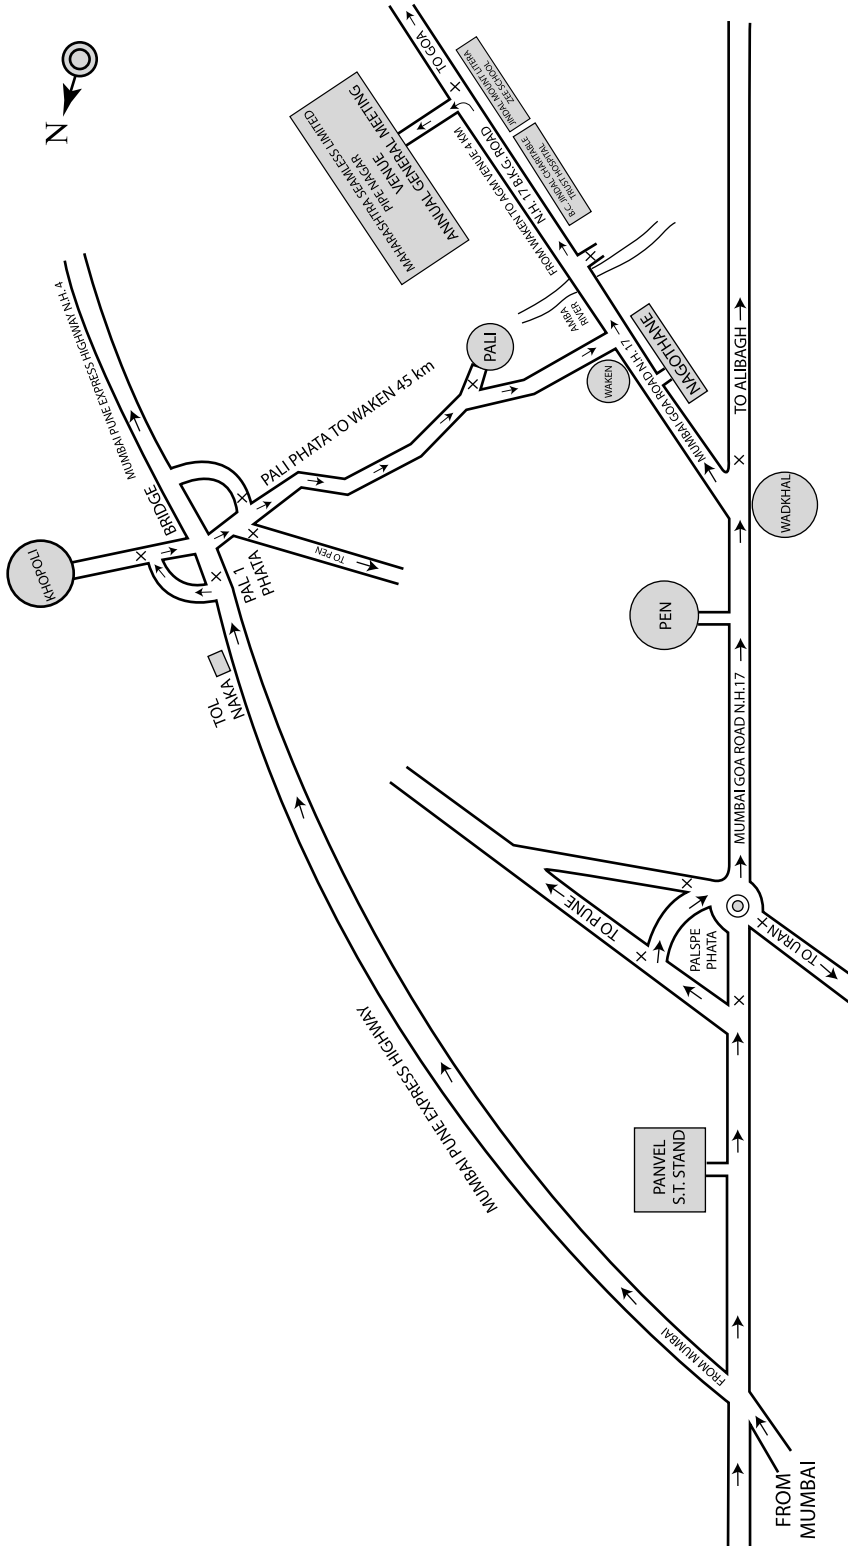 N
TO GOA
JINDAL MOUNT LITERA
ZEE SCHOOL
B.C. JINDAL CHARITABLE
TRUST HOSPITAL
MAHARASHTRA SEAMLESS LIMITED
PIPE NAGAR
VENUE
ANNUAL GENERAL MEETING
N.H. 17 B.K.G. ROAD
FROM WAKEN TO AGM VENUE 4 KM
AMBA
RIVER
NAGOTHANE
WAKEN
MUMBAI GOA ROAD N.H. 17
TO ALIBAGH
WADKHAL
PALI
PALI PHATA TO WAKEN 45 km
MUMBAI PUNE EXPRESS HIGHWAY N.H. 4
BRIDGE
KHOPOLI
PAL1
PHATA
TO PEN
TOL
NAKA
PEN
MUMBAI GOA ROAD N.H.17
TO PUNE
PALSPE
PHATA
TO URAN
MUMBAI PUNE EXPRESS HIGHWAY
PANVEL
S.T. STAND
FROM MUMBAI
FROM
MUMBAI